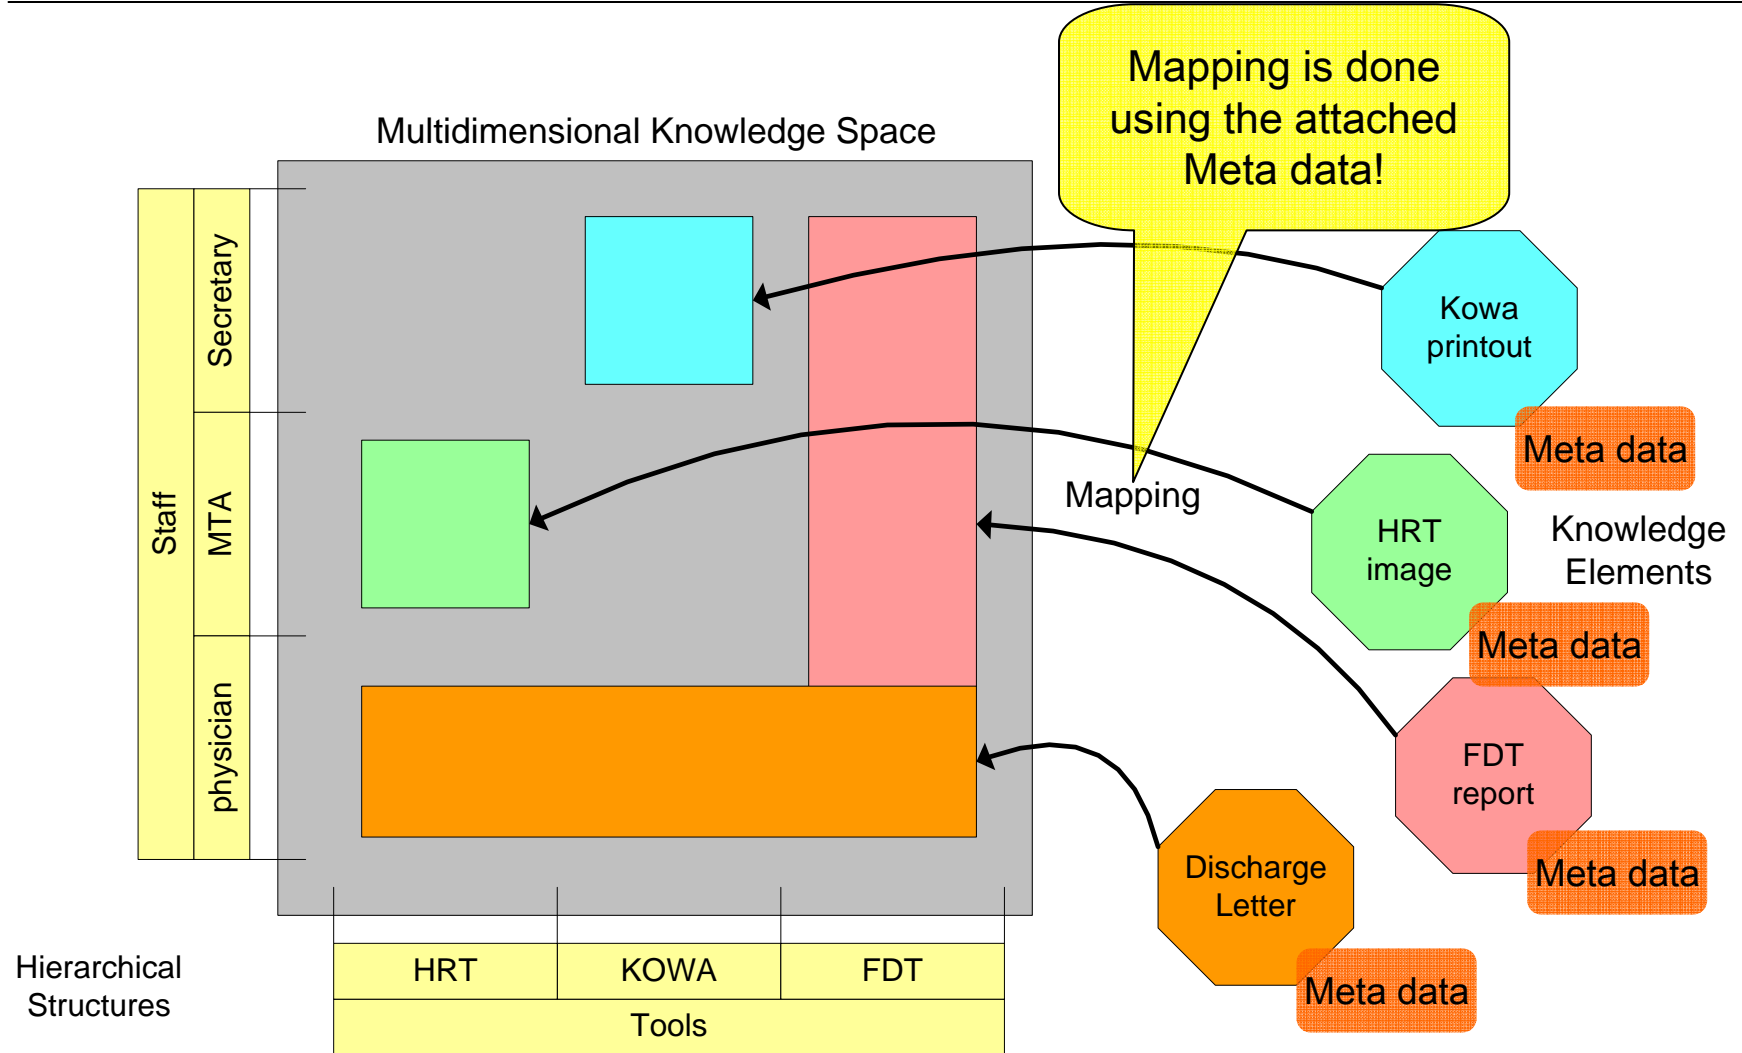 Mapping is done
using the attached
Meta data!
Multidimensional Knowledge Space
Staff
Secretary
MTA
physician
Kowa
printout
Meta data
Mapping
HRT
image
Knowledge
Elements
Meta data
FDT
report
Meta data
Discharge
Letter
Meta data
Hierarchical
Structures
HRT
KOWA
FDT
Tools